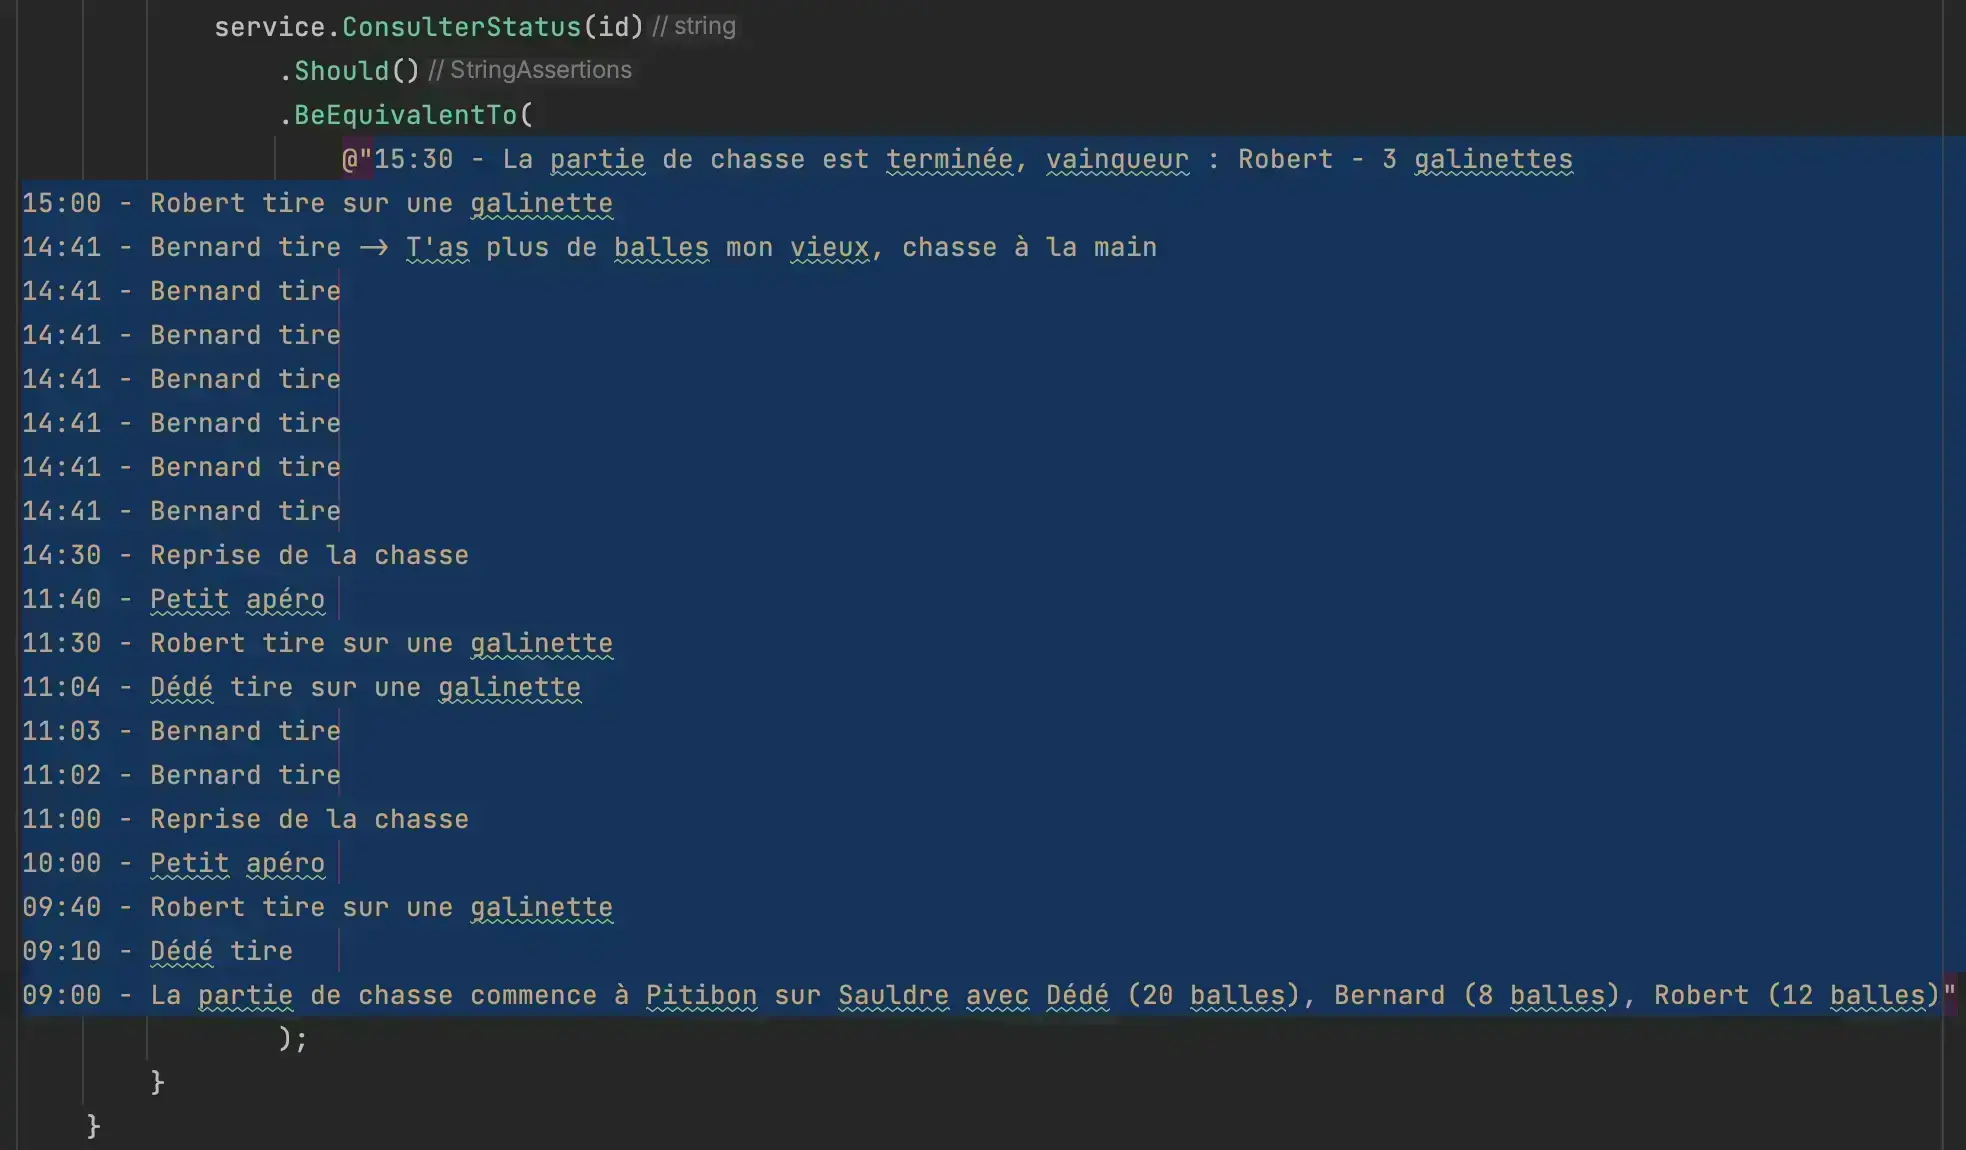 service.ConsulterStatus(id) // string
.Should() // StringAssertions
.BeEquivalentTo(
@"15:30 - La partie de chasse est terminée, vainqueur : Robert - 3 galinettes
15:00 - Robert tire sur une galinette
14:41 - Bernard tire -> T'as plus de balles mon vieux, chasse à la main
14:41 - Bernard tire
14:41 - Bernard tire
14:41 - Bernard tire
14:41 - Bernard tire
14:41 - Bernard tire
14:41 - Bernard tire
14:30 - Reprise de la chasse
11:40 - Petit apéro
11:30 - Robert tire sur une galinette
11:04 - Dédé tire sur une galinette
11:03 - Bernard tire
11:02 - Bernard tire
11:00 - Reprise de la chasse
10:00 - Petit apéro
09:40 - Robert tire sur une galinette
09:10 - Dédé tire
09:00 - La partie de chasse commence à Pitibon sur Sauldre avec Dédé (20 balles), Bernard (8 balles), Robert (12 balles)"
);
}
}